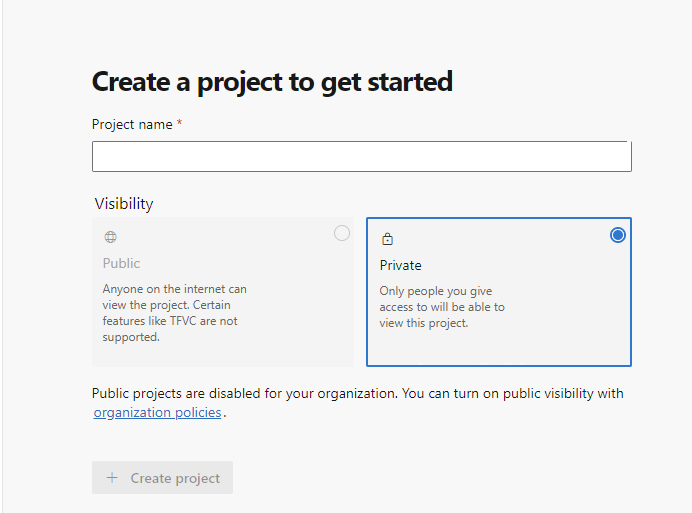 Create a project to get started
Project name *
Visibility
Public
Anyone on the internet can
view the project. Certain
features like TFVC are not
supported.
Private
Only people you give
access to will be able to
view this project.
Public projects are disabled for your organization. You can turn on public visibility with
organization policies.
+ Create project